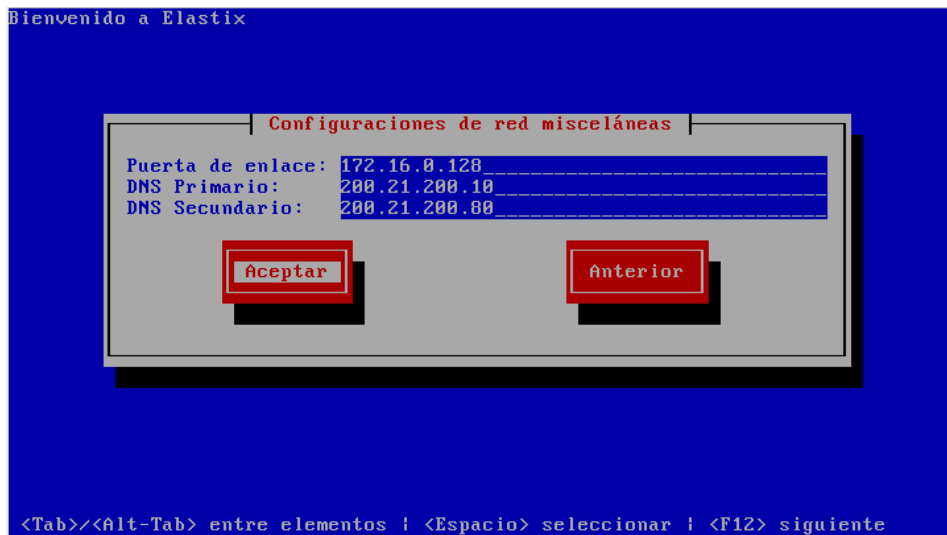 Bienvenido a Elastix
Configuraciones de red misceláneas
Puerta de enlace: 172.16.0.128
DNS Primario: 200.21.200.10
DNS Secundario: 200.21.200.80
Aceptar Anterior
<Tab>/<Alt-Tab> entre elementos | <Espacio> seleccionar | <F12> siguiente